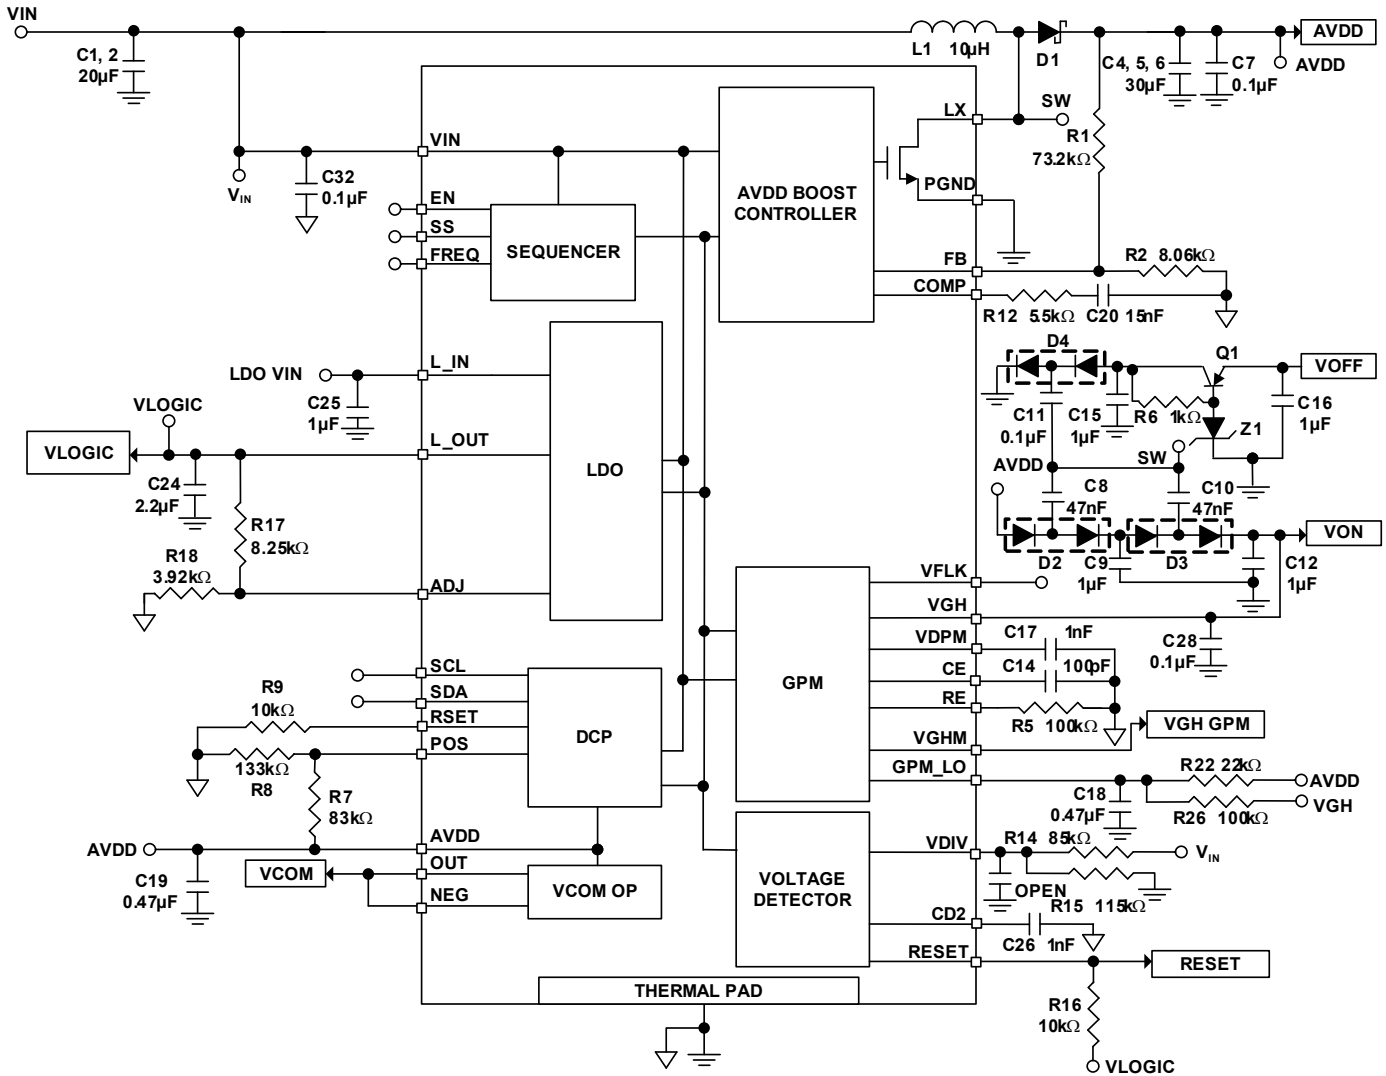 VIN
C1, 2
20µF
L1 10µH
D1
C4, 5, 6
30µF
C7
0.1µF
AVDD
AVDD
LX
SW
R1
73.2kΩ
VIN
V_IN
C32
0.1µF
EN
SS
FREQ
SEQUENCER
AVDD BOOST
CONTROLLER
PGND
FB
COMP
R2 8.06kΩ
R12 5.5kΩ
C20 15nF
D4
Q1
VOFF
LDO VIN
C25
1µF
L_IN
LDO
VLOGIC
VLOGIC
L_OUT
C24
2.2µF
R17
8.25kΩ
R18
3.92kΩ
ADJ
C11
0.1µF
C15
1µF
R6 1kΩ
Z1
C16
1µF
AVDD
SW
C8
47nF
C10
47nF
D2
C9
1µF
D3
C12
1µF
VON
VFLK
VGH
VDPM
CE
RE
VGHM
GPM_LO
GPM
C17 1nF
C14 100pF
R5 100kΩ
C28
0.1µF
VGH GPM
R22 22kΩ
AVDD
C18
0.47µF
R26 100kΩ
VGH
SCL
SDA
RSET
POS
DCP
R9
10kΩ
133kΩ
R8
R7
83kΩ
AVDD
AVDD
C19
0.47µF
VCOM
OUT
NEG
VCOM OP
VOLTAGE
DETECTOR
VDIV
R14 85kΩ
V_IN
OPEN
R15 115kΩ
CD2
C26 1nF
RESET
RESET
R16
10kΩ
VLOGIC
THERMAL PAD